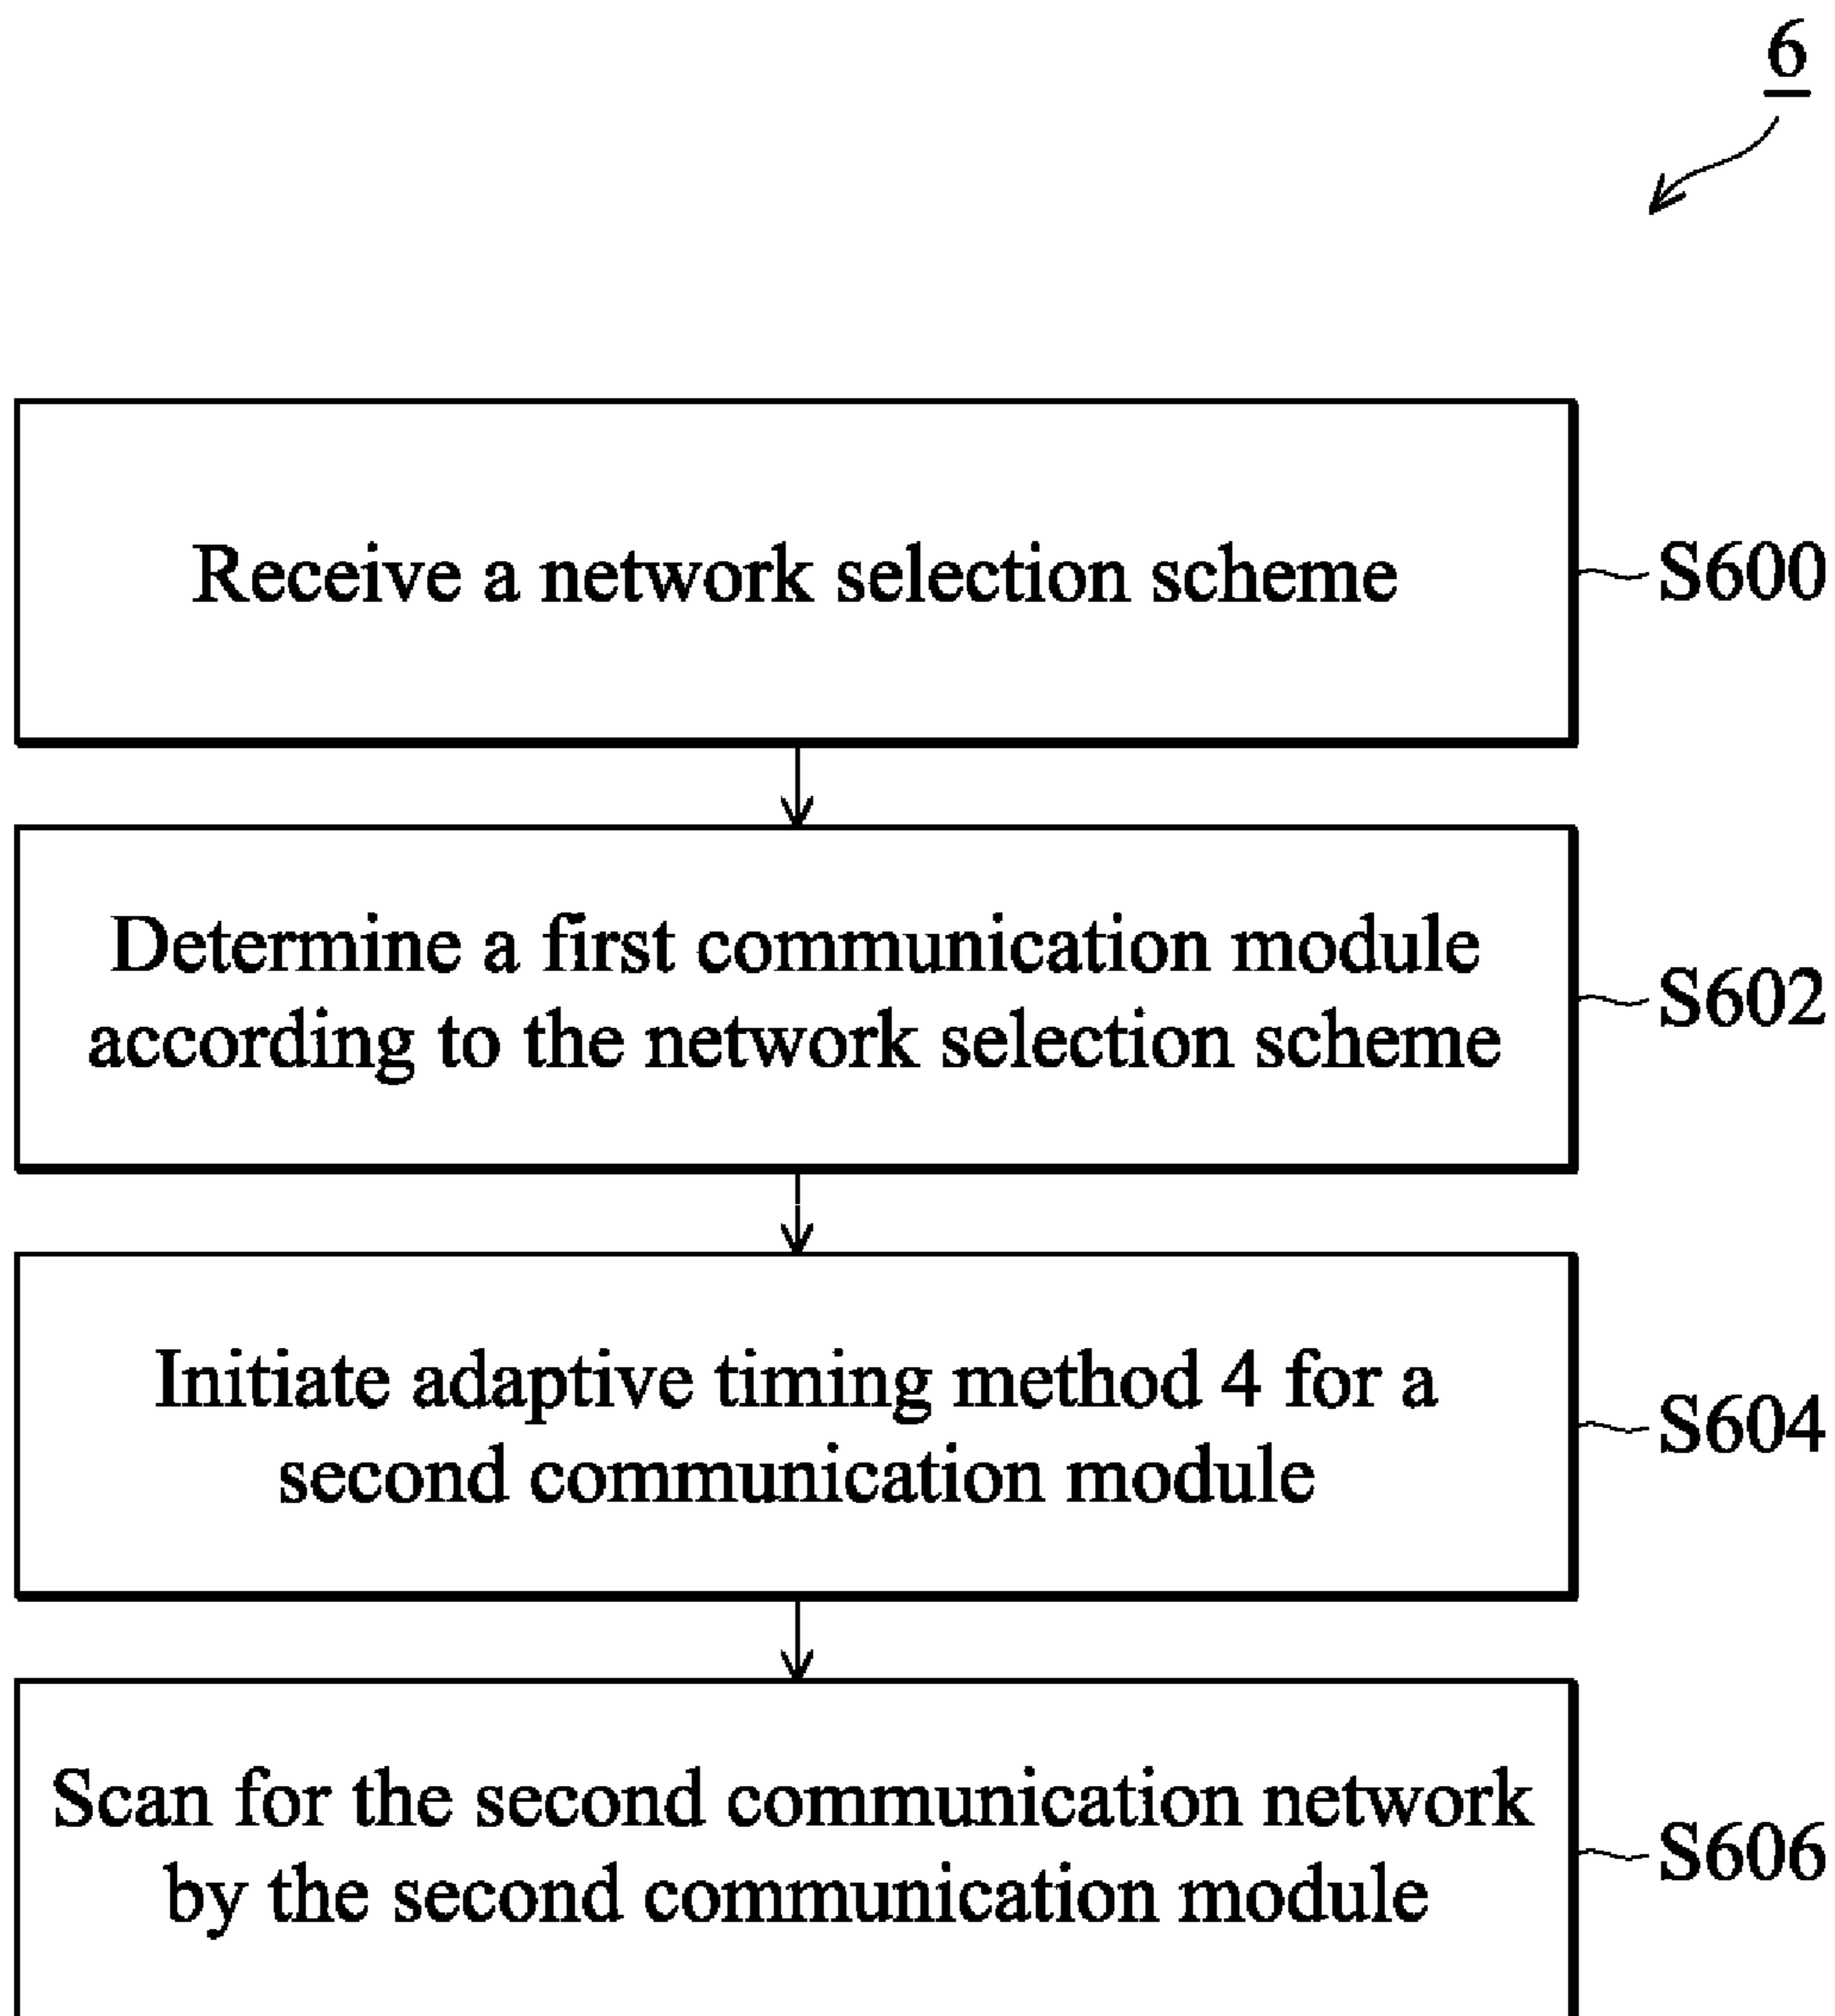 6
Receive a network selection scheme
S600
Determine a first communication module
according to the network selection scheme
S602
Initiate adaptive timing method 4 for a
second communication module
S604
Scan for the second communication network
by the second communication module
S606